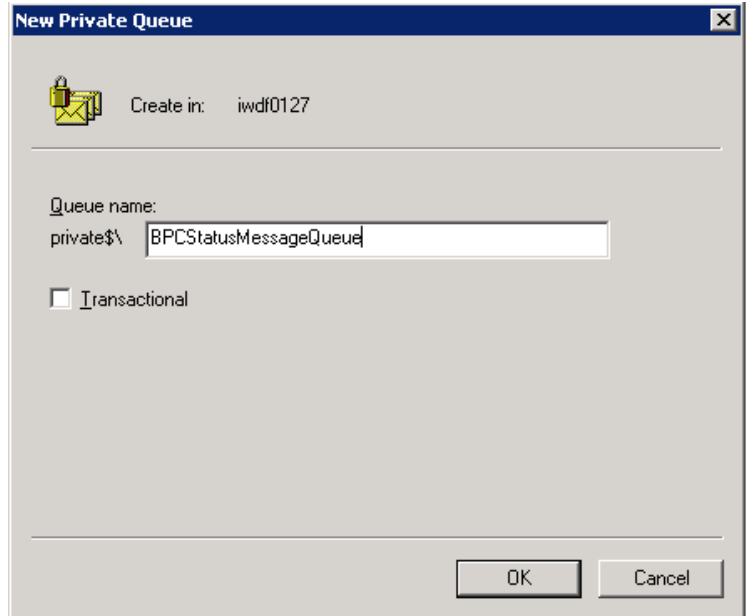 New Private Queue
Create in: iwdf0127
Queue name:
private$\ BPCStatusMessageQueue
Transactional
OK Cancel